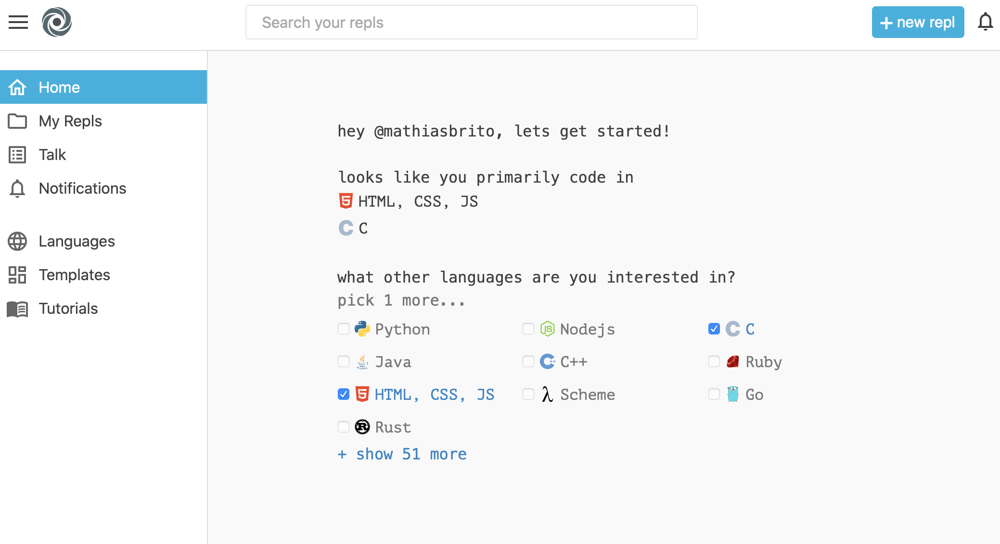 Search your repls
+ new repl
Home
My Repls
Talk
Notifications
Languages
Templates
Tutorials
hey @mathiasbrito, lets get started!
looks like you primarily code in
HTML, CSS, JS
C
what other languages are you interested in?
pick 1 more...
Python Nodejs C
Java C++ Ruby
HTML, CSS, JS Scheme Go
Rust
+ show 51 more